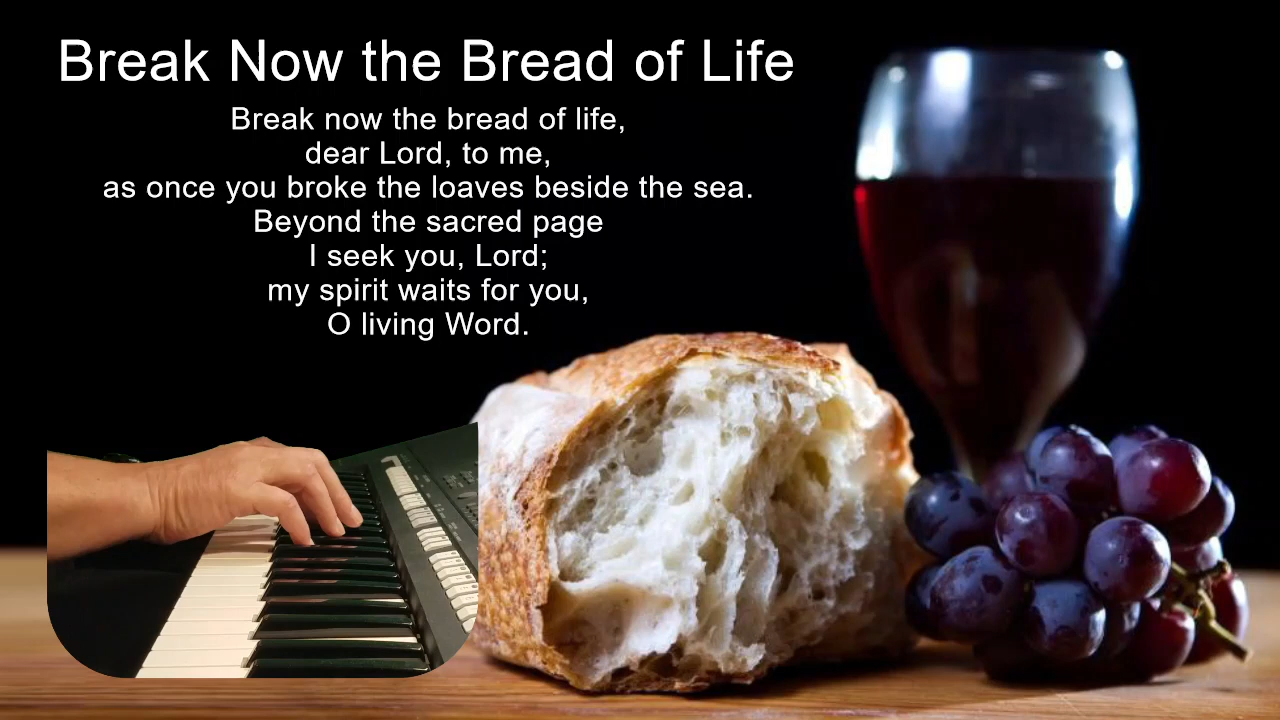 Break Now the Bread of Life
Break now the bread of life,
dear Lord, to me,
as once you broke the loaves beside the sea.
Beyond the sacred page
I seek you, Lord;
my spirit waits for you,
O living Word.